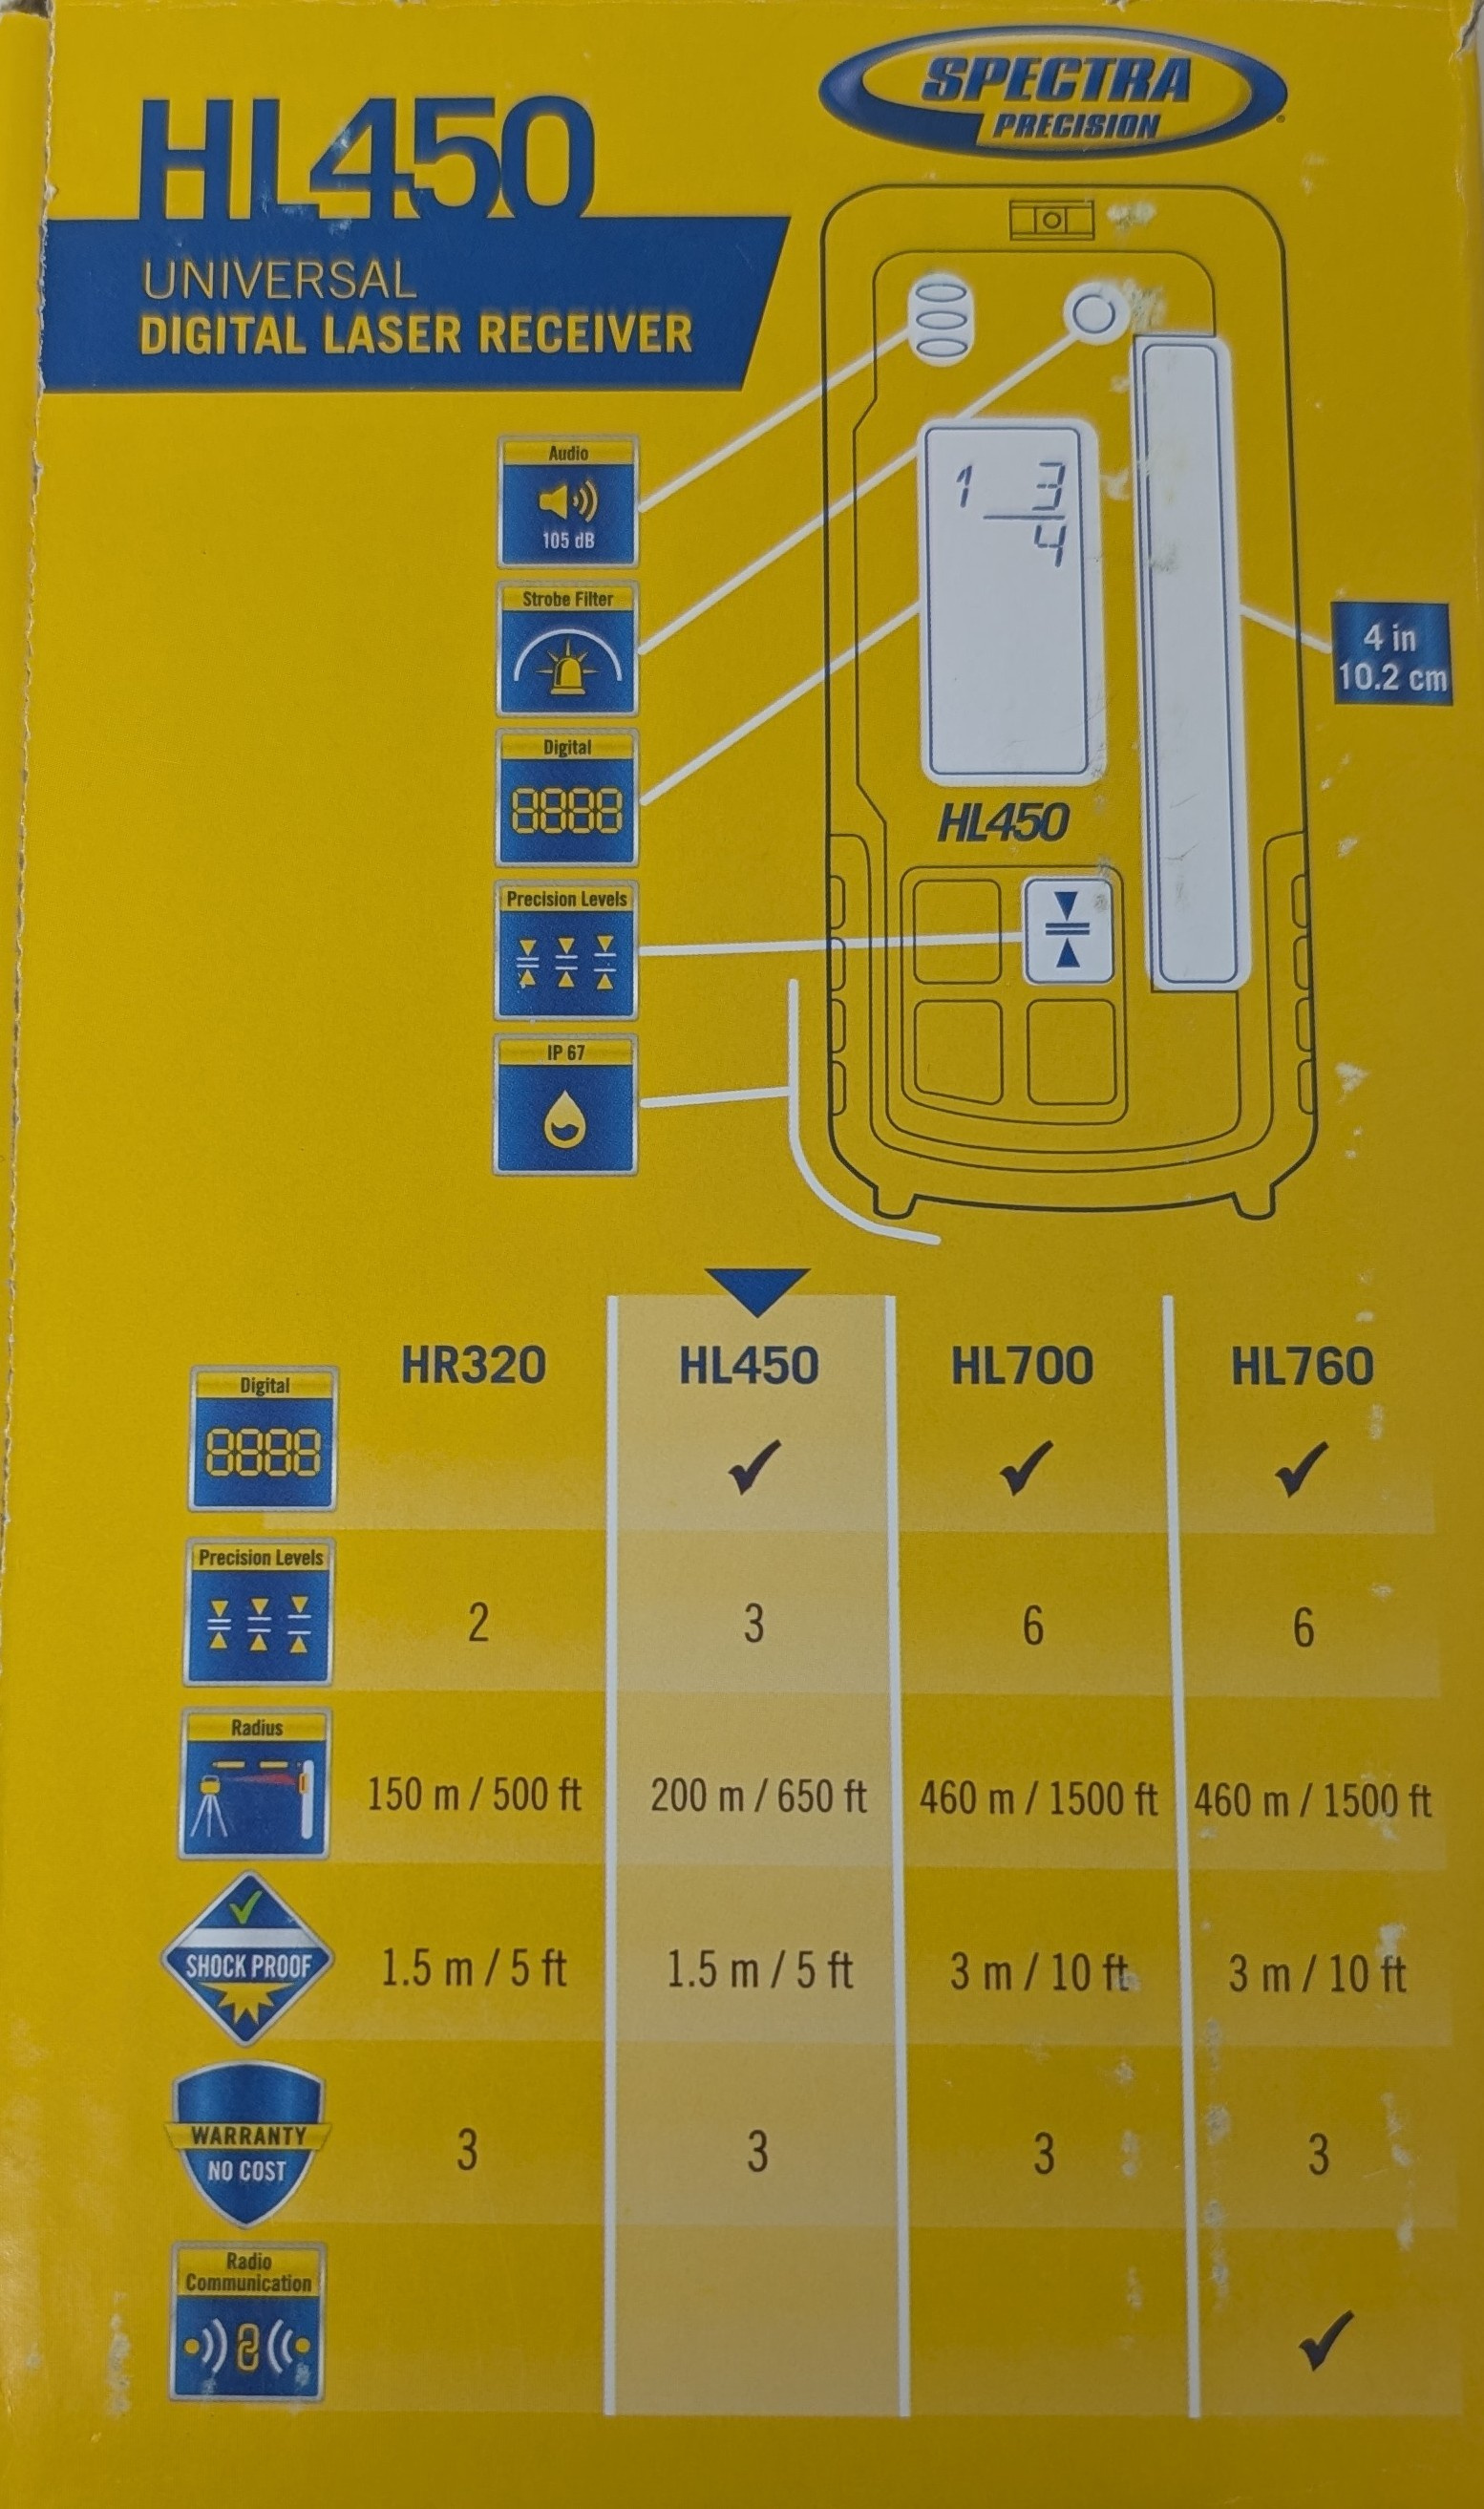 SPECTRA
PRECISION
HL450
UNIVERSAL
DIGITAL LASER RECEIVER
Audio
105 dB
Strobe Filter
Digital
8888
Precision Levels
IP 67
1 3
4
HL450
4 in
10.2 cm
HR320 HL450 HL700 HL760
Digital
8888
✓ ✓ ✓
Precision Levels
2 3 6 6
Radius
150 m / 500 ft 200 m / 650 ft 460 m / 1500 ft 460 m / 1500 ft
SHOCK PROOF
1.5 m / 5 ft 1.5 m / 5 ft 3 m / 10 ft 3 m / 10 ft
WARRANTY
NO COST
3 3 3 3
Radio
Communication
✓